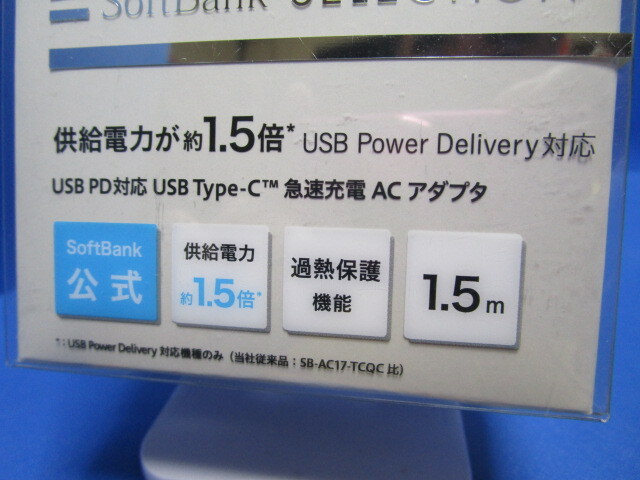 SoftBank SELECTION
供給電力が約1.5倍* USB Power Delivery対応
USB PD対応 USB Type-C™ 急速充電 AC アダプタ
SoftBank
公式
供給電力
約1.5倍*
過熱保護
機能
1.5m
*:USB Power Delivery 対応機種のみ（当社従来品：SB-AC17-TCQC 比）